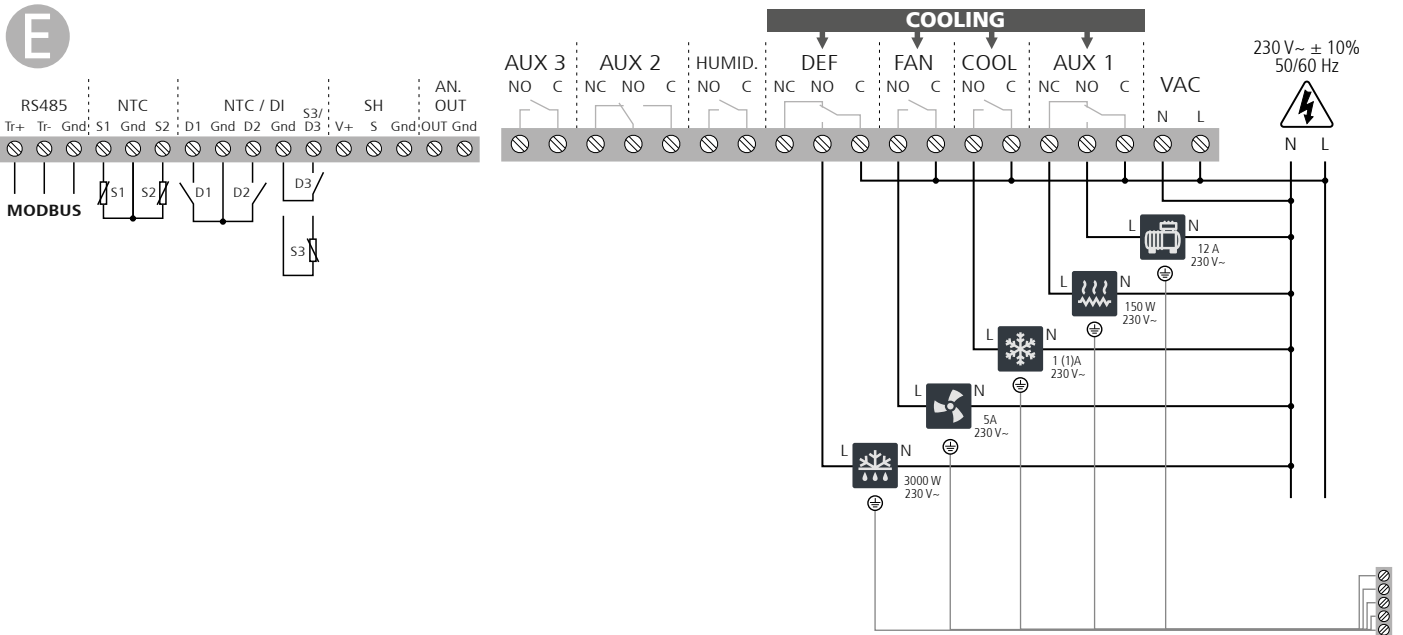 E
COOLING
230 V~ ± 10%
50/60 Hz
AUX 3 AUX 2 HUMID. DEF FAN COOL AUX 1 VAC
NO C NC NO C NO C NC NO C NO C NO C NC NO C N L
N L
RS485 NTC NTC / DI SH AN. OUT
Tr+ Tr- Gnd S1 Gnd S2 D1 Gnd D2 Gnd S3/D3 V+ S Gnd OUT Gnd
S1 S2 D1 D2 D3
MODBUS
S3
L N
12 A
230 V~
L N
150 W
230 V~
L N
1 (1)A
230 V~
L N
5A
230 V~
L N
3000 W
230 V~